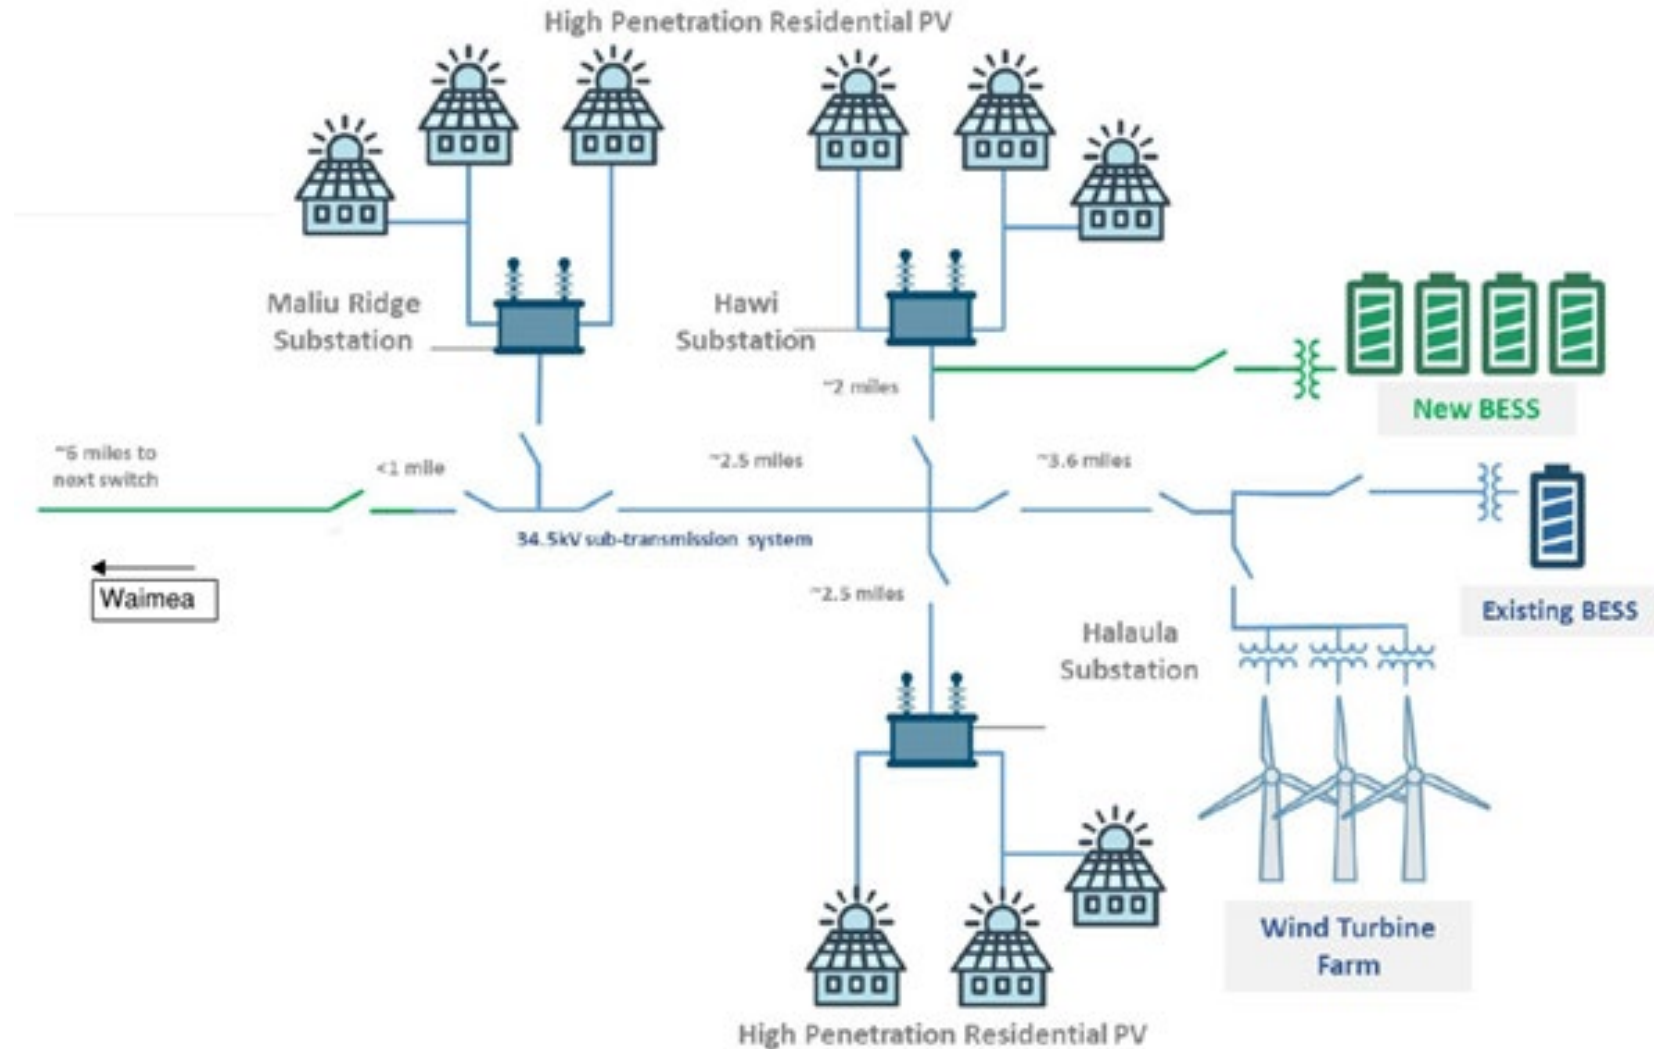 High Penetration Residential PV
Maliu Ridge
Substation
Hawi
Substation
~2 miles
New BESS
~6 miles to
next switch
<1 mile
~2.5 miles
~3.6 miles
34.5kV sub-transmission system
Waimea
~2.5 miles
Existing BESS
Halaula
Substation
Wind Turbine
Farm
High Penetration Residential PV